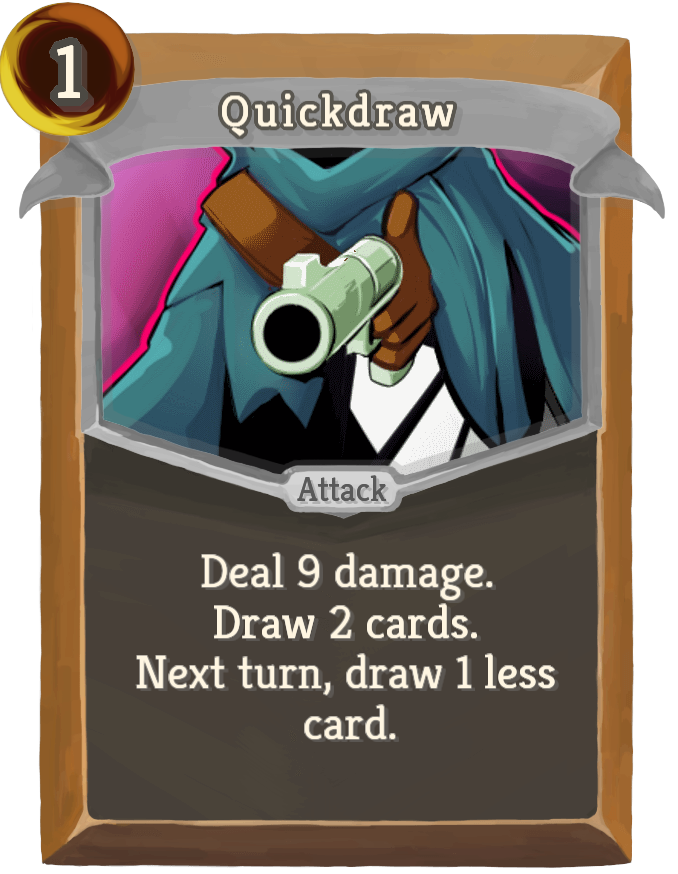 1
Quickdraw
Attack
Deal 9 damage.
Draw 2 cards.
Next turn, draw 1 less
card.